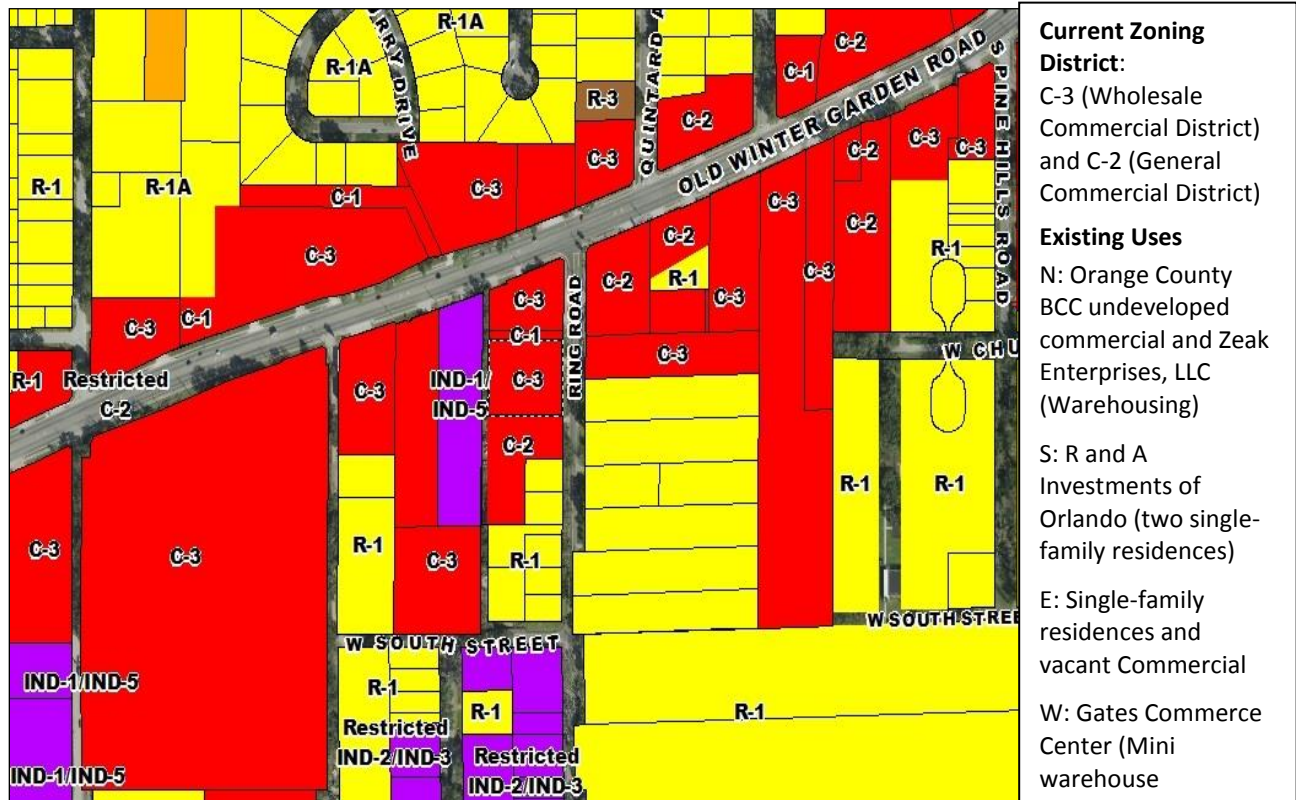 R-1A
R-1A
RRY DRIVE
QUINTARD A
C-2
C-1
S PINE HILLS ROAD
OLD WINTER GARDEN ROAD
R-3
C-2
C-3
C-3
C-2
C-3
C-3
R-1
R-1A
C-1
C-3
C-3
C-2
R-1
C-2
C-3
C-3
C-2
R-1
C-3
C-1
C-3
C-1
C-3
W CHU
R-1
Restricted
C-2
C-3
IND-1/
IND-5
C-3
RING ROAD
C-2
R-1
R-1
C-3
C-3
R-1
C-3
R-1
W SOUTH STREET
W SOUTH STREE
IND-1/IND-5
R-1
R-1
R-1
Restricted
IND-2/IND-3
Restricted
IND-2/IND-3
IND-1/IND-5
Current Zoning
District:
C-3 (Wholesale
Commercial District)
and C-2 (General
Commercial District)
Existing Uses
N: Orange County
BCC undeveloped
commercial and Zeak
Enterprises, LLC
(Warehousing)
S: R and A
Investments of
Orlando (two single-
family residences)
E: Single-family
residences and
vacant Commercial
W: Gates Commerce
Center (Mini
warehouse